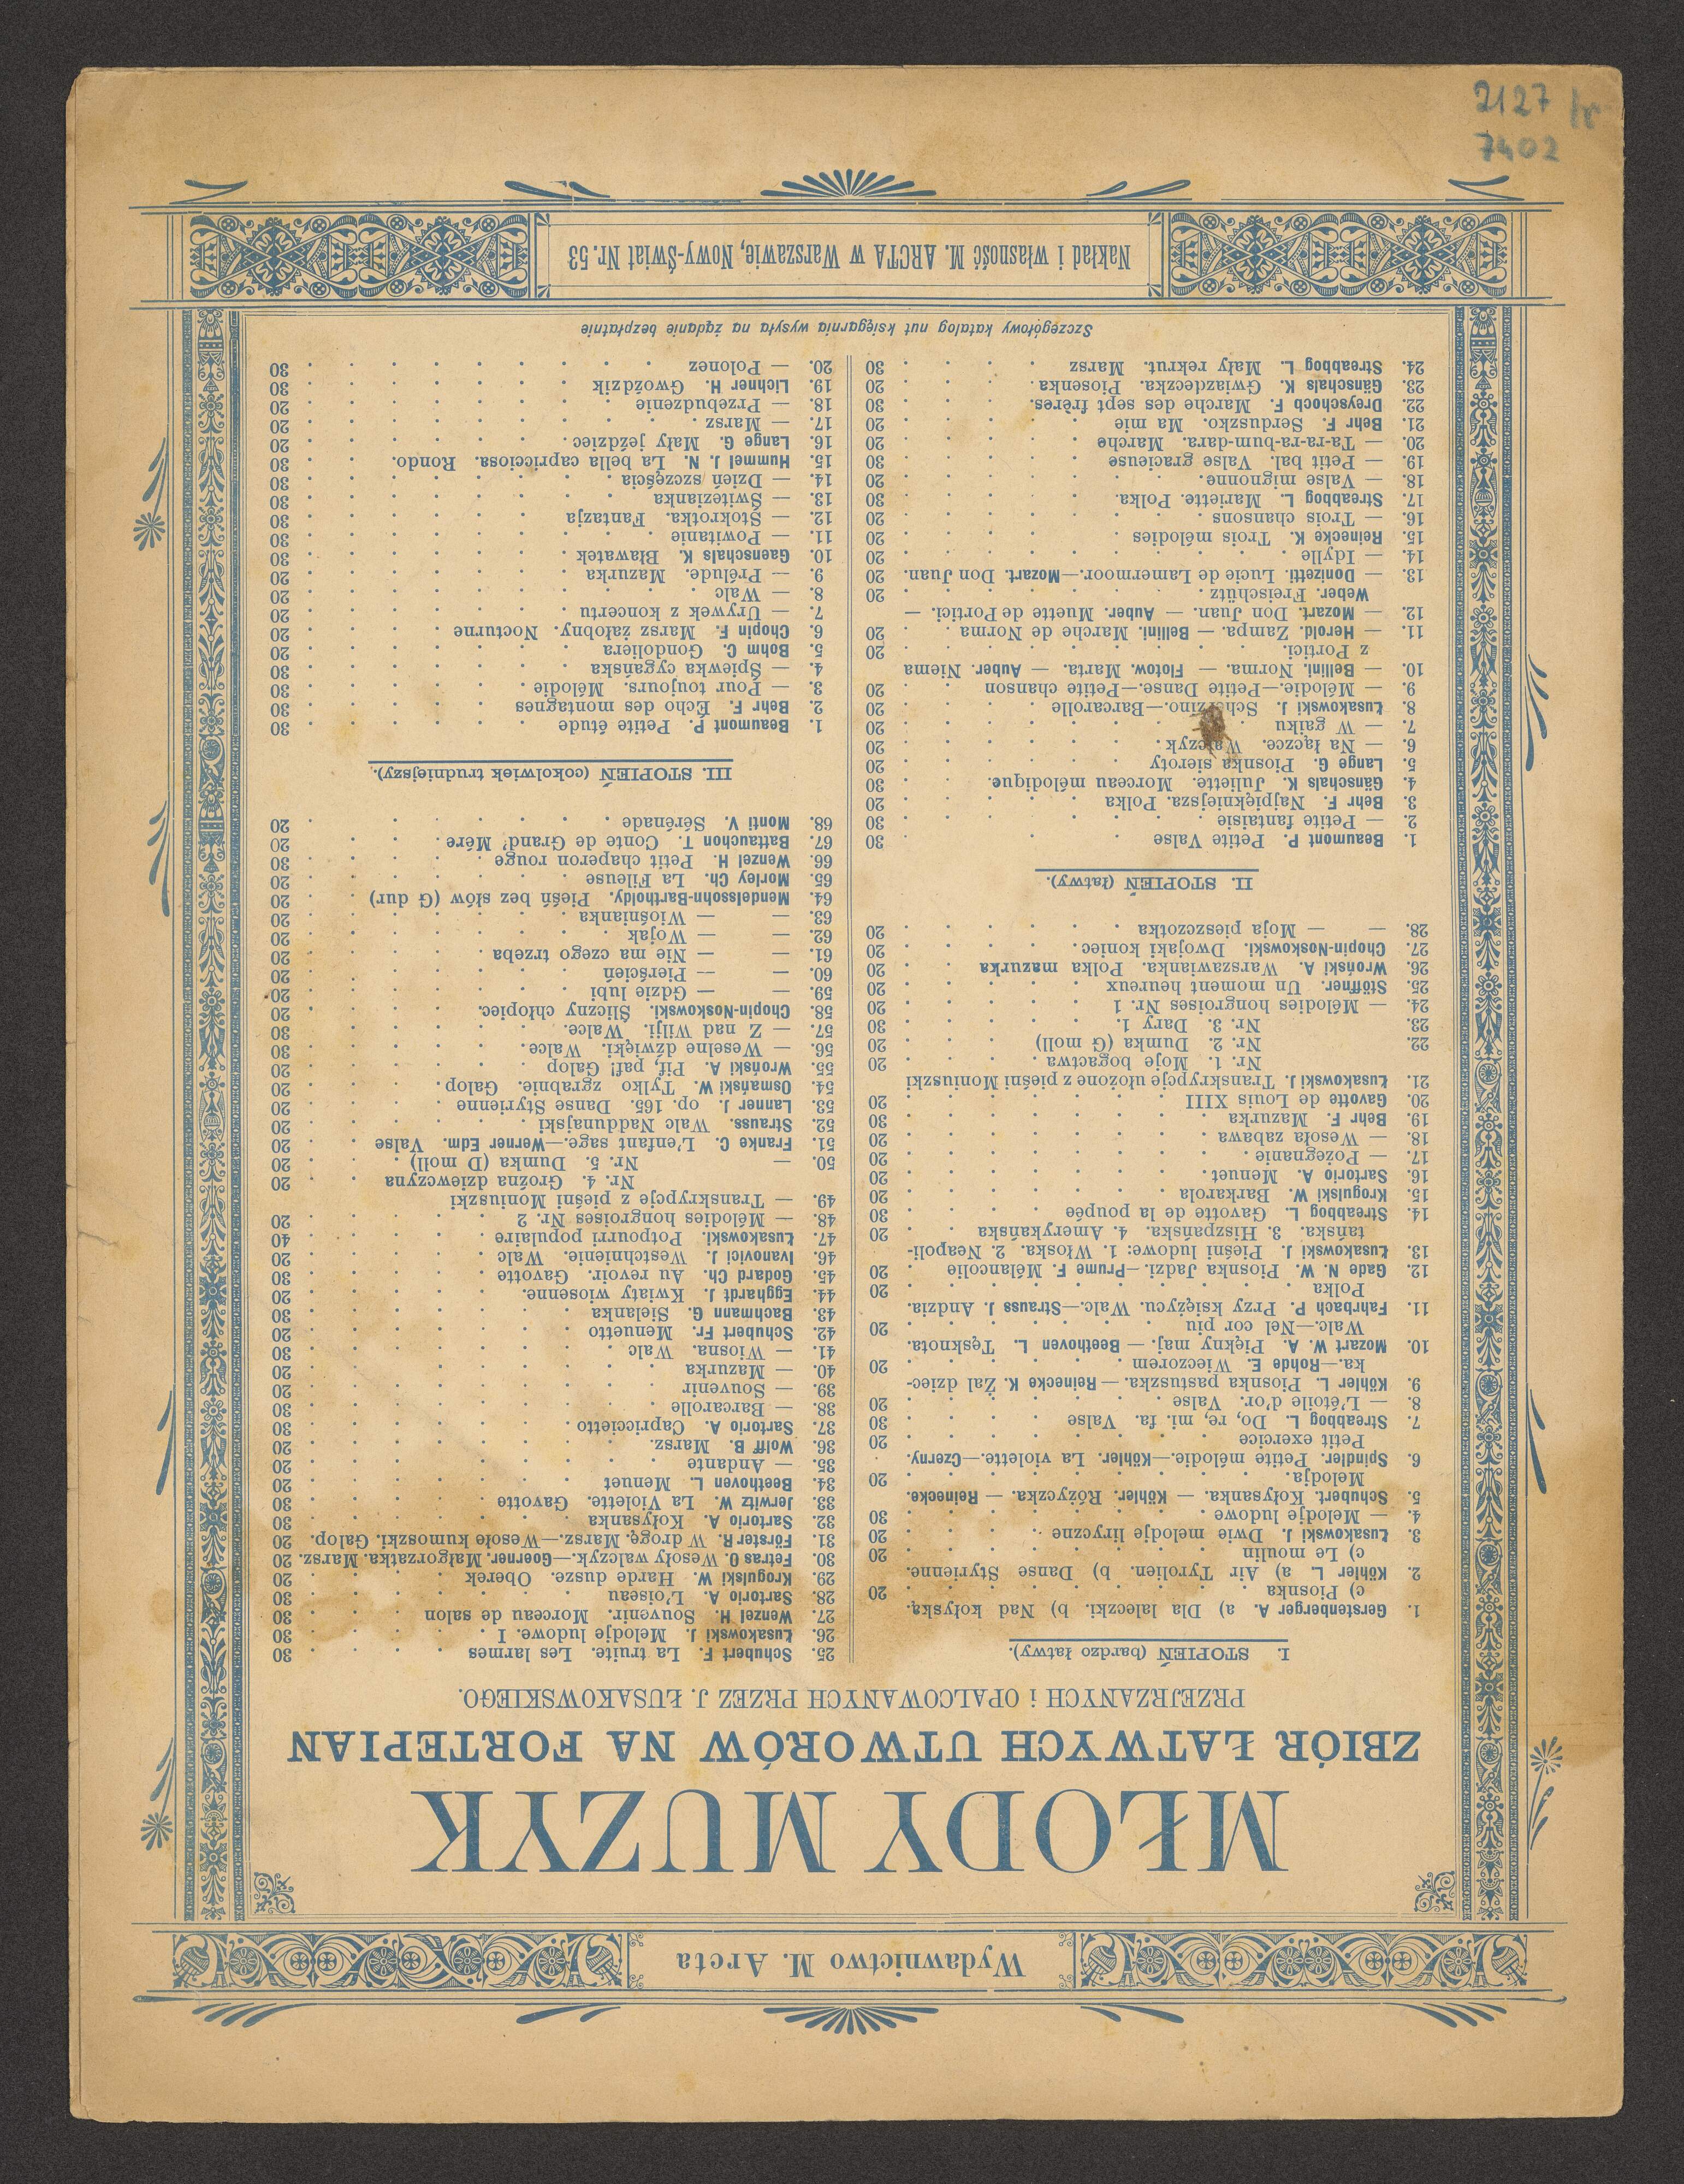 Wydawnictwo M. Arcta
MŁODY MUZYK
ZBIÓR ŁATWYCH UTWORÓW NA FORTEPIAN
PRZEJRZANYCH i OPALCOWANYCH PRZEZ J. ŁUSAKOWSKIEGO.
I. STOPIEŃ (bardzo łatwy).
1. Gerstenberger A. a) Dla laleczki. b) Nad kołyską.
c) Piosnka 20
2. Köhler L. a) Air Tyrolien. b) Danse Styrienne.
c) Le moulin 20
3. Łusakowski J. Dwie melodje liryczne 20
4. — Melodje ludowe 30
5. Schubert. Kołysanka. — Köhler. Różyczka. — Reinecke.
Melodja 20
6. Spindler. Petite mélodie.—Köhler. La violette.—Czerny.
Petit exercice 20
7. Streabbog L. Do, re, mi, fa. Valse 30
8. — L'étoile d'or. Valse 20
9. Köhler L. Piosnka pastuszka. — Reinecke K. Żal dziec-
ka.—Rohde E. Wieczorem 20
10. Mozart W. A. Piękny maj. — Beethoven L. Tęsknota.
Walc.—Nel cor piu 20
11. Fahrbach P. Przy księżycu. Walc.—Strauss J. Andzia.
Polka 20
12. Gade N. W. Piosnka Jadzi.—Prume F. Mélancolie 20
13. Łusakowski J. Pieśni ludowe: 1. Włoska. 2. Neapoli-
tańska. 3. Hiszpańska. 4. Amerykańska 20
14. Streabbog L. Gavotte de la poupée 30
15. Krogulski W. Barkarola 20
16. Sartorio A. Menuet 20
17. — Pożegnanie 20
18. — Wesoła zabawa 20
19. Behr F. Mazurka 30
20. Gavotte de Louis XIII 20
21. Łusakowski J. Transkrypcje ułożone z pieśni Moniuszki
Nr. 1. Moje bogactwa 20
22. Nr. 2. Dumka (G moll) 20
23. Nr. 3. Dary 1. 30
24. — Mélodies hongroises Nr. 1 20
25. Stöffner. Un moment heureux 20
26. Wroński A. Warszawianka. Polka mazurka 20
27. Chopin-Noskowski. Dwojaki koniec 20
28. — — Moja pieszczotka 20
II. STOPIEŃ (łatwy).
1. Beaumont P. Petite Valse 30
2. — Petite fantaisie 30
3. Behr F. Najpiękniejsza. Polka 20
4. Gänschals K. Juliette. Morceau mélodique. 30
5. Lange G. Piosnka sieroty 20
6. — Na łączce. Walczyk 20
7. — W gaiku 20
8. Łusakowski J. Scherzino.—Barcarolle 20
9. — Mélodie.—Petite Danse.—Petite chanson 20
10. — Bellini. Norma. — Flotow. Marta. — Auber. Niema
z Portici. 20
11. — Herold. Zampa. — Bellini. Marche de Norma 20
12. — Mozart. Don Juan. — Auber. Muette de Portici. —
Weber. Freischütz 20
13. — Donizetti. Lucie de Lamermoor.—Mozart. Don Juan. 20
14. — Idylle 20
15. Reinecke K. Trois mélodies 20
16. — Trois chansons 20
17. Streabbog L. Mariette. Polka. 30
18. — Valse mignonne 20
19. — Petit bal. Valse gracieuse 30
20. — Ta-ra-ra-bum-dara. Marche 20
21. Behr F. Serduszko. Ma mie 20
22. Dreyschoch F. Marche des sept frères. 30
23. Gänschals K. Gwiazdeczka. Piosenka 20
24. Streabbog L. Mały rekrut. Marsz 30
25. Schubert F. La truite. Les larmes 30
26. Łusakowski J. Melodje ludowe. I 30
27. Wenzel H. Souvenir. Morceau de salon 30
28. Sartorio A. L'oiseau 30
29. Krogulski W. Harde dusze. Oberek 20
30. Fetras O. Wesoły walczyk.—Goerner. Małgorzatka. Marsz. 20
31. Förster R. W drogę. Marsz.—Wesołe kumoszki. Galop. 20
32. Sartorio A. Kołysanka 30
33. Jerwitz W. La Violette. Gavotte 30
34. Beethoven L. Menuet 20
35. — Andante 20
36. Wolff B. Marsz. 20
37. Sartorio A. Capriccietto 30
38. — Barcarolle 30
39. — Souvenir 20
40. — Mazurka 20
41. — Wiosna. Walc 30
42. Schubert Fr. Menuetto 20
43. Bachmann G. Sielanka 30
44. Egghardt J. Kwiaty wiosenne. 20
45. Godard Ch. Au revoir. Gavotte 30
46. Ivanovici J. Westchnienie. Walc 20
47. Łusakowski. Potpourri populaire 40
48. — Mélodies hongroises Nr. 2 20
49. — Transkrypcje z pieśni Moniuszki
Nr. 4. Groźna dziewczyna 20
50. — Nr. 5. Dumka (D moll) 20
51. Franke C. L'enfant sage.—Werner Edm. Valse 20
52. Strauss. Walc Naddunajski 20
53. Lanner J. op. 165. Danse Styrienne 20
54. Osmański W. Tylko zgrabnie. Galop 20
55. Wroński A. Pif, paf! Galop 20
56. — Weselne dźwięki. Walce 30
57. — Z nad Wilji. Walce. 30
58. Chopin-Noskowski. Śliczny chłopiec. 20
59. — — Gdzie lubi 20
60. — — Pierścień 20
61. — — Nie ma czego trzeba 20
62. — — Wojak 20
63. — — Wiośnianka 20
64. Mendelssohn-Bartholdy. Pieśń bez słów (G dur) 20
65. Morley Ch. La Fileuse 20
66. Wenzel H. Petit chaperon rouge 30
67. Battauchon T. Conte de Grand' Mére 20
68. Monti V. Sérénade 20
III. STOPIEŃ (cokolwiek trudniejszy).
1. Beaumont P. Petite étude 30
2. Behr F. Écho des montagnes 30
3. — Pour toujours. Mélodie 30
4. — Śpiewka cygańska 30
5. Bohm C. Gondoliera 20
6. Chopin F. Marsz żałobny. Nocturne 20
7. — Urywek z koncertu 20
8. — Walc 20
9. — Prélude. Mazurka 20
10. Gaenschals K. Bławatek 30
11. — Powitanie 30
12. — Stokrotka. Fantazja 30
13. — Świtezianka 30
14. — Dzień szczęścia 30
15. Hummel J. N. La bella capricciosa. Rondo. 30
16. Lange G. Mały jeździec 20
17. — Marsz 20
18. — Przebudzenie 20
19. Lichner H. Gwoździk 30
20. — Polonez 30
Szczegółowy katalog nut księgarnia wysyła na żądanie bezpłatnie
Nakład i własność M. ARCTA w Warszawie, Nowy-Świat Nr. 53
2127
7402